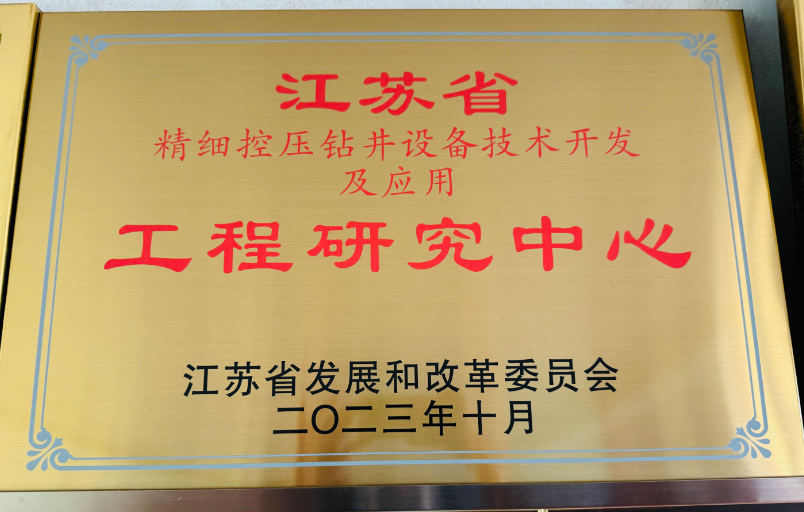 江苏省
精细控压钻井设备技术开发
及应用
工程研究中心
江苏省发展和改革委员会
二〇二三年十月